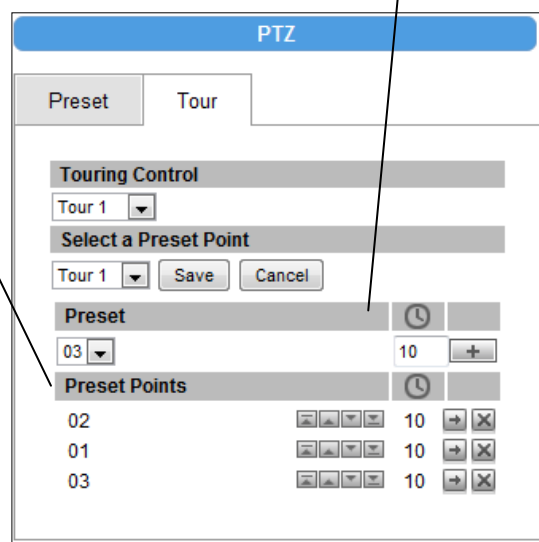 PTZ
Preset Tour
Touring Control
Tour 1
Select a Preset Point
Tour 1 Save Cancel
Preset
03 10 +
Preset Points
02 10
01 10
03 10